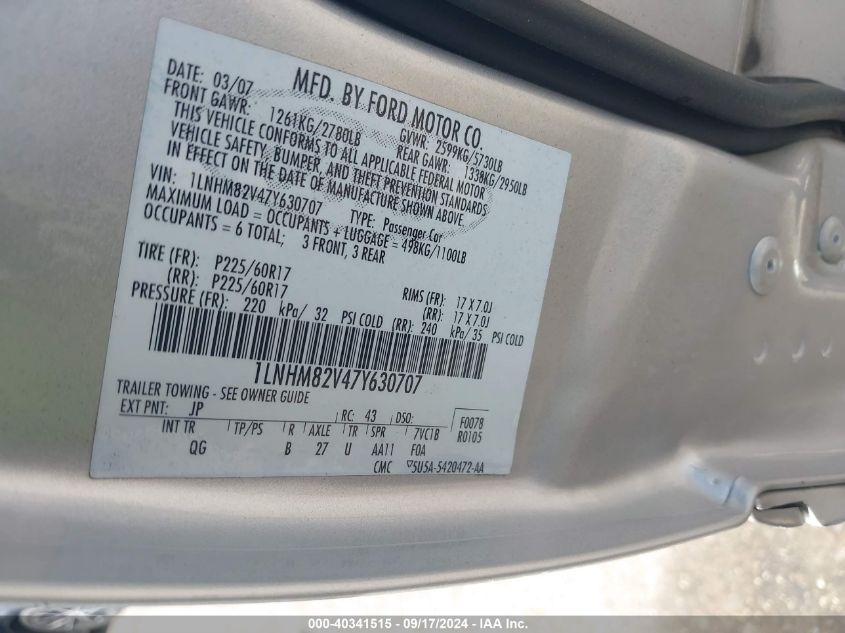 DATE: 03/07 MFD. BY FORD MOTOR CO.
FRONT GAWR: 1261KG/2780LB GVWR: 2599KG/5730LB
REAR GAWR: 1338KG/2950LB
THIS VEHICLE CONFORMS TO ALL APPLICABLE FEDERAL MOTOR
VEHICLE SAFETY, BUMPER, AND THEFT PREVENTION STANDARDS
IN EFFECT ON THE DATE OF MANUFACTURE SHOWN ABOVE
VIN: 1LNHM82V47Y630707 TYPE: Passenger Car
MAXIMUM LOAD = OCCUPANTS + LUGGAGE = 498KG/1100LB
OCCUPANTS = 6 TOTAL; 3 FRONT, 3 REAR
TIRE (FR): P225/60R17 RIMS (FR): 17 X 7.0J
(RR): P225/60R17 (RR): 17 X 7.0J
PRESSURE (FR): 220 kPa/ 32 PSI COLD (RR): 240 kPa/ 35 PSI COLD
1LNHM82V47Y630707
TRAILER TOWING - SEE OWNER GUIDE
EXT PNT: JP RC: 43 DSO: F0078
INT TR TP/PS R AXLE TR SPR 7VC1B R0105
QG B 27 U AA11 FOA
CMC 5U5A-5420472-AA
000-40341515 - 09/17/2024 - IAA Inc.